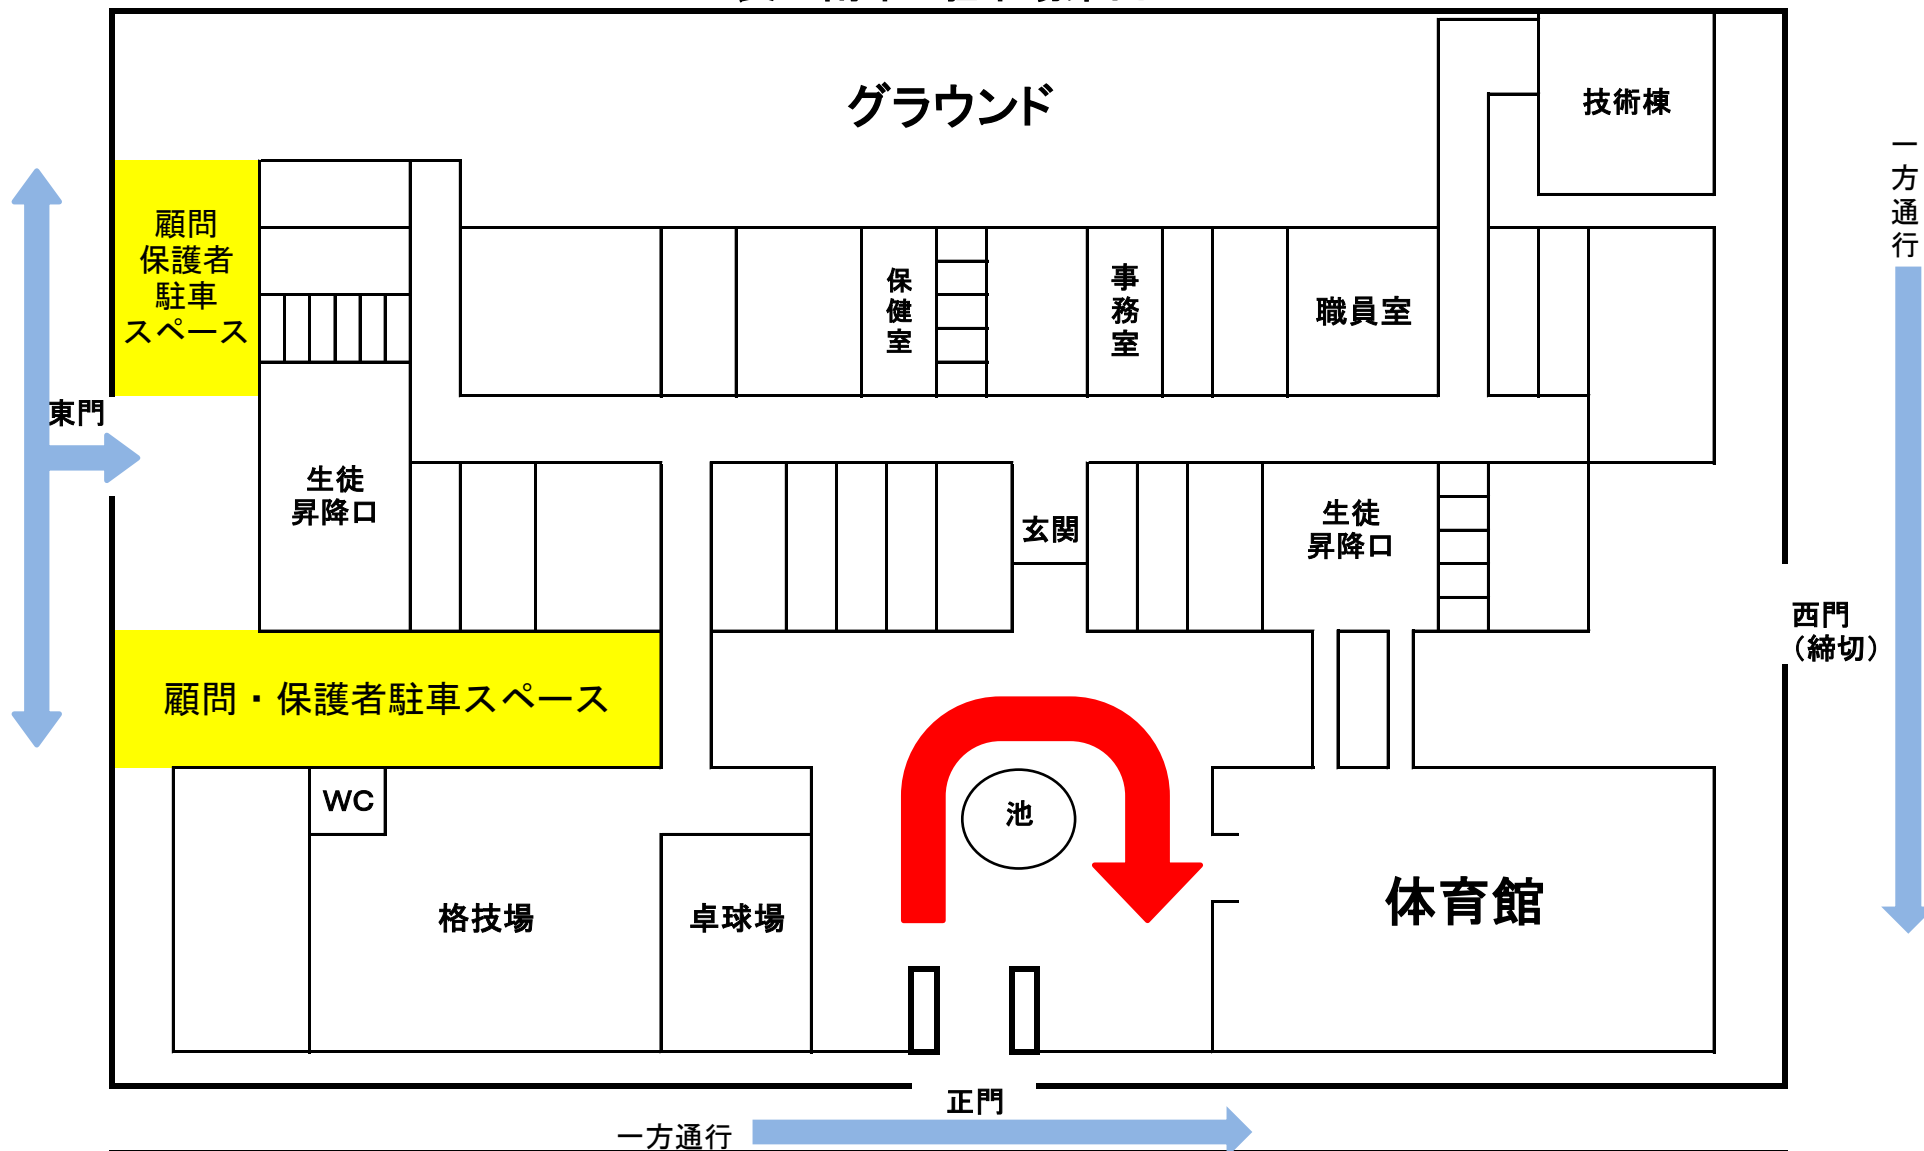 グラウンド
技術棟
一方通行
顧問
保護者
駐車
スペース
保健室
事務室
職員室
東門
生徒
昇降口
玄関
生徒
昇降口
西門
（締切）
顧問・保護者駐車スペース
WC
池
格技場
卓球場
体育館
正門
一方通行